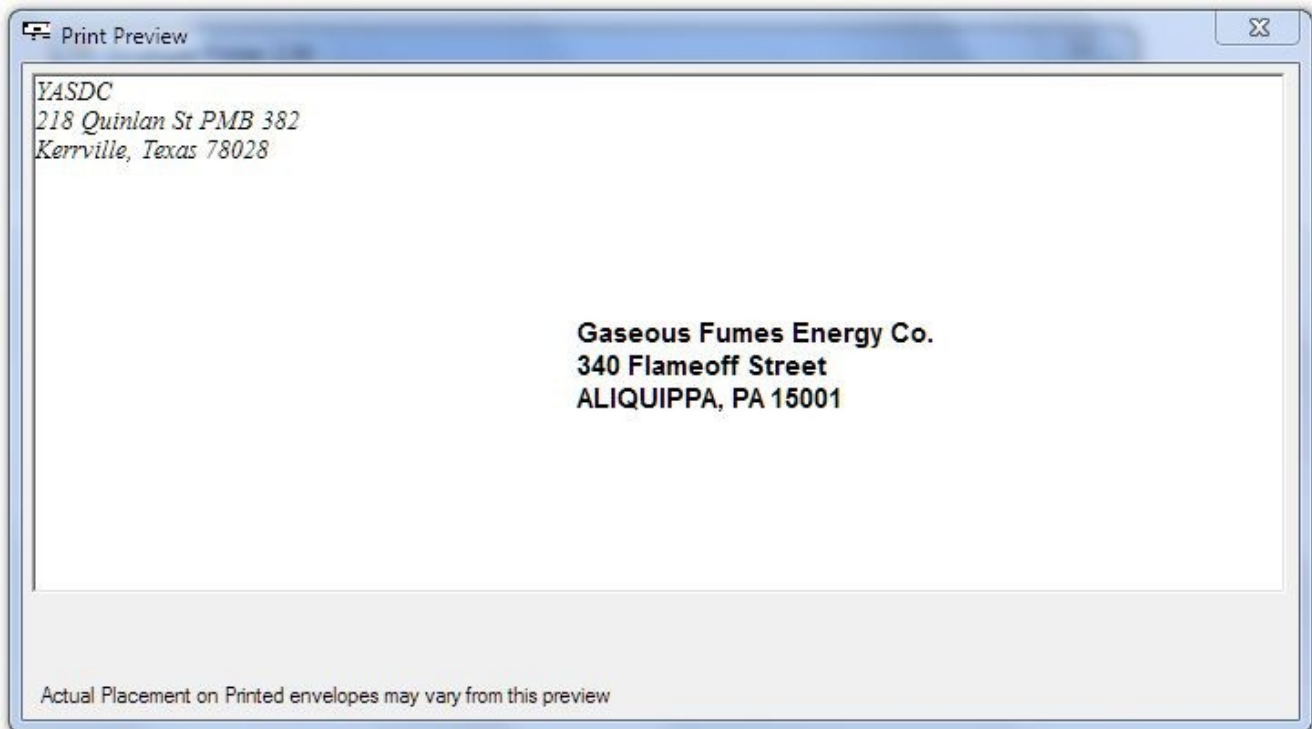 Print Preview
YASDC
218 Quinlan St PMB 382
Kerrville, Texas 78028
Gaseous Fumes Energy Co.
340 Flameoff Street
ALIQUIPPA, PA 15001
Actual Placement on Printed envelopes may vary from this preview